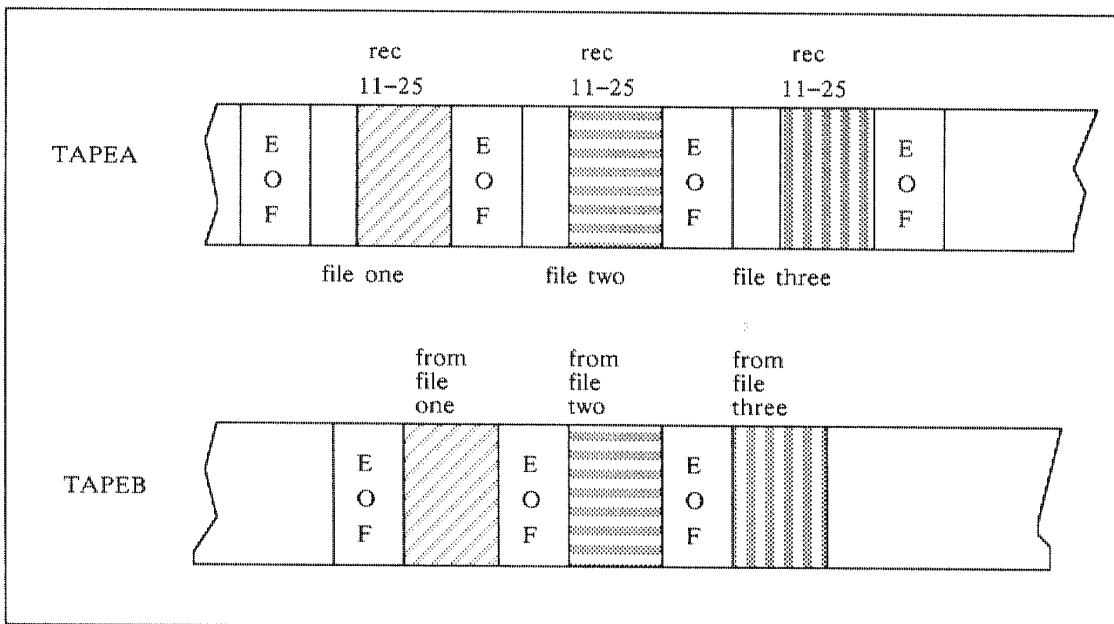 rec rec rec
11–25 11–25 11–25
TAPEA
E E E E
O O O O
F F F F
file one file two file three
from from from
file file file
one two three
TAPEB
E E E
O O O
F F F